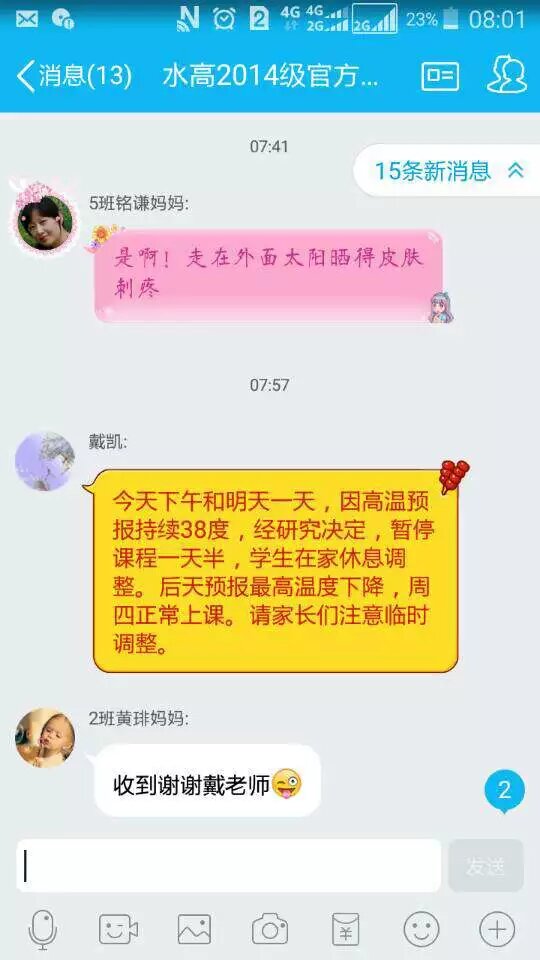 4G 4G 2G 2G 2G 23% 08:01
消息(13) 水高2014级官方...
07:41
15条新消息
5班铭谦妈妈:
是啊！走在外面太阳晒得皮肤
刺疼
07:57
戴凯:
今天下午和明天一天，因高温预
报持续38度，经研究决定，暂停
课程一天半，学生在家休息调
整。后天预报最高温度下降，周
四正常上课。请家长们注意临时
调整。
2班黄琲妈妈:
收到谢谢戴老师
2
发送